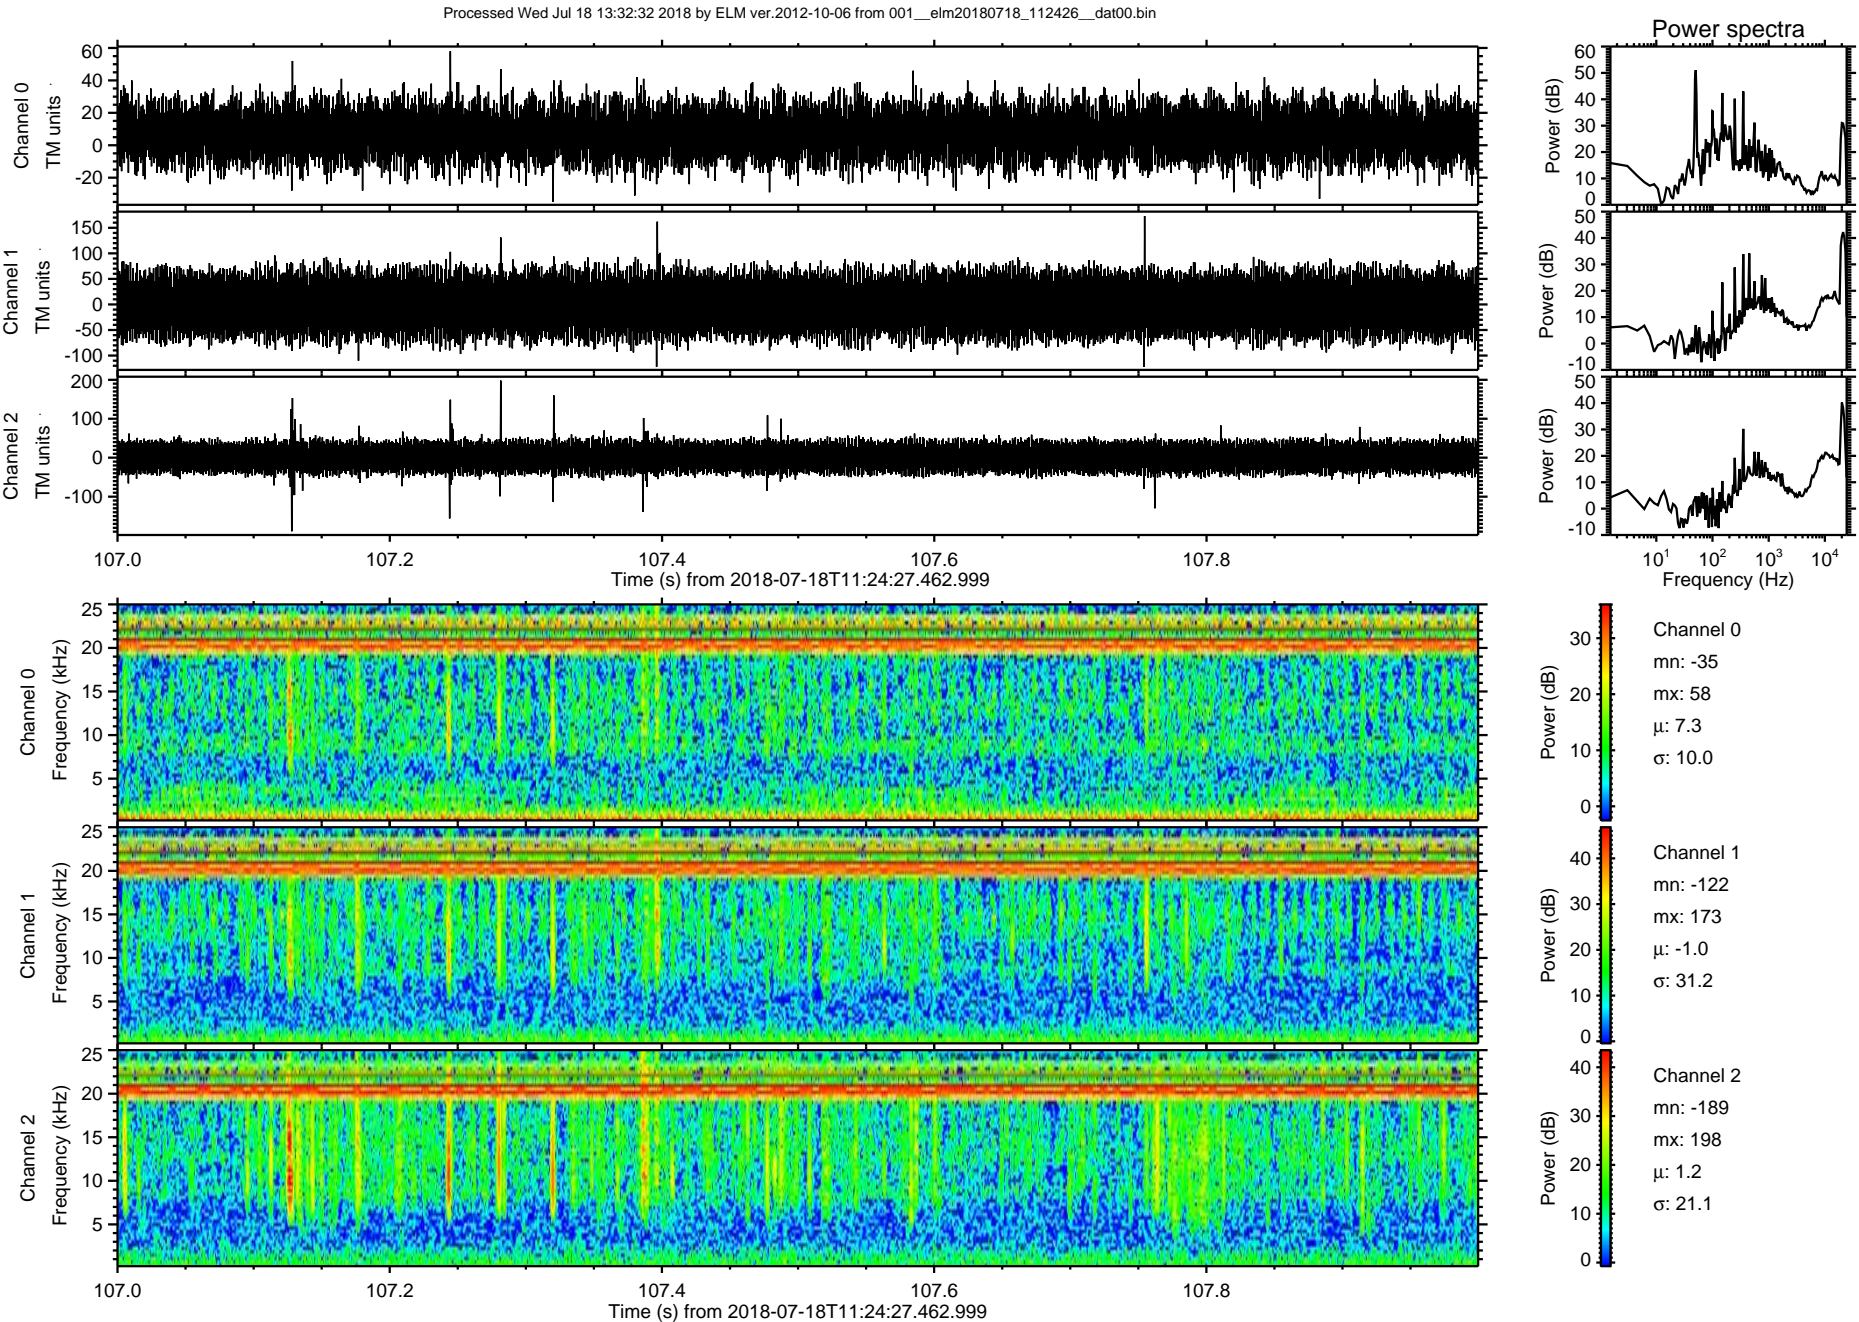 Processed Wed Jul 18 13:32:32 2018 by ELM ver.2012-10-06 from 001__elm20180718_112426__dat00.bin
Power spectra
Channel 0
TM units
60
40
20
0
-20
Power (dB)
60
50
40
30
20
10
0
Channel 1
TM units
150
100
50
0
-50
-100
Power (dB)
50
40
30
20
10
0
-10
Channel 2
TM units
200
100
0
-100
Power (dB)
50
40
30
20
10
0
-10
107.0 107.2 107.4 107.6 107.8
Time (s) from 2018-07-18T11:24:27.462.999
10^1 10^2 10^3 10^4
Frequency (Hz)
Channel 0
Frequency (kHz)
25
20
15
10
5
Power (dB)
30
20
10
0
Channel 0
mn: -35
mx: 58
μ: 7.3
σ: 10.0
Channel 1
Frequency (kHz)
25
20
15
10
5
Power (dB)
40
30
20
10
0
Channel 1
mn: -122
mx: 173
μ: -1.0
σ: 31.2
Channel 2
Frequency (kHz)
25
20
15
10
5
Power (dB)
40
30
20
10
0
Channel 2
mn: -189
mx: 198
μ: 1.2
σ: 21.1
107.0 107.2 107.4 107.6 107.8
Time (s) from 2018-07-18T11:24:27.462.999